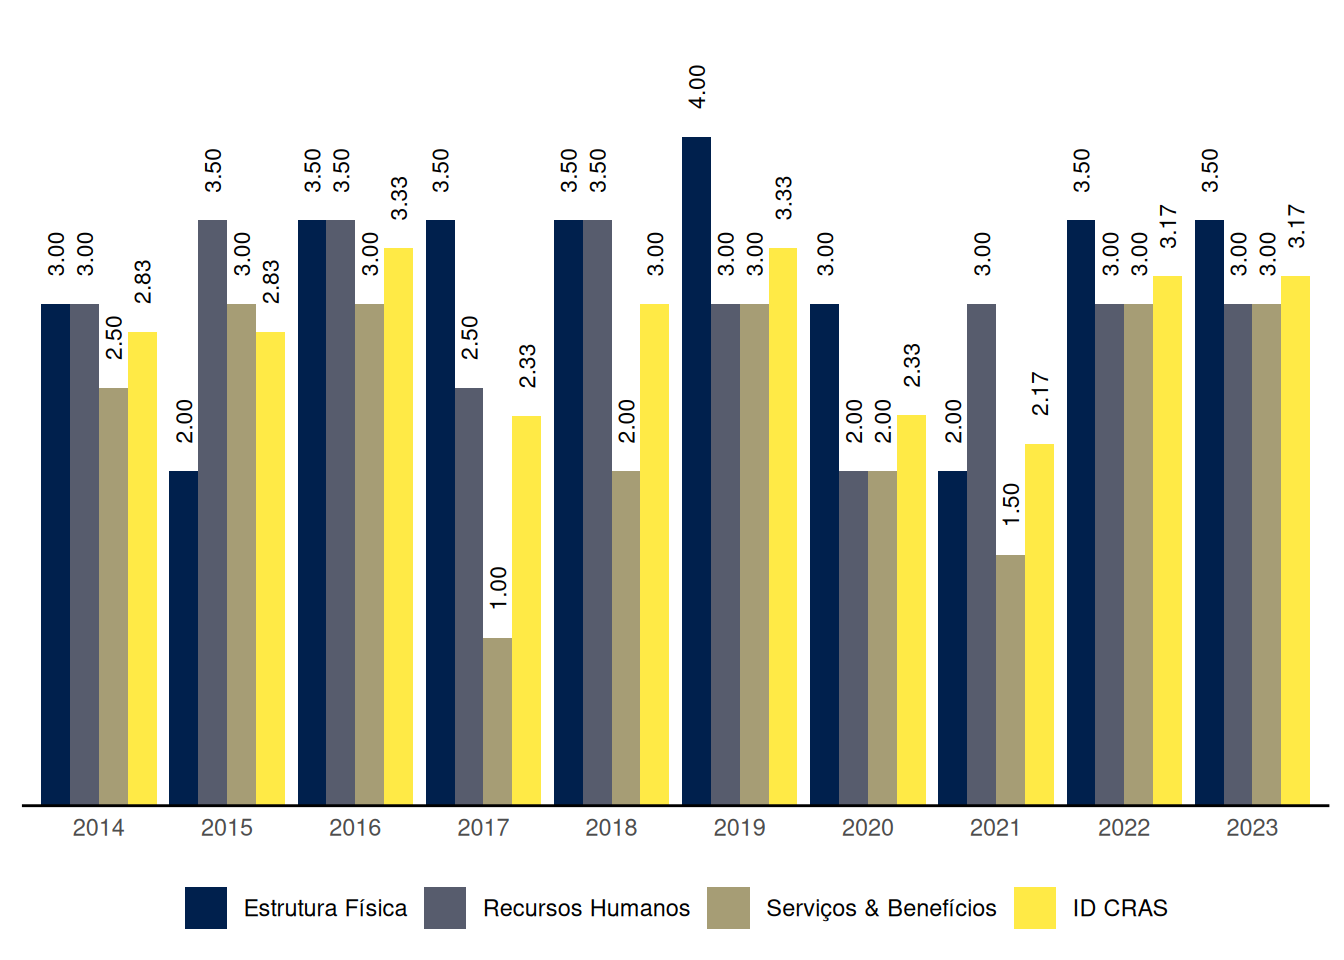 3.00 3.00 2.50 2.83
2.00 3.50 3.00 2.83
3.50 3.50 3.00 3.33
3.50 2.50 1.00 2.33
3.50 3.50 2.00 3.00
4.00 3.00 3.00 3.33
3.00 2.00 2.00 2.33
2.00 3.00 1.50 2.17
3.50 3.00 3.00 3.17
3.50 3.00 3.00 3.17
2014 2015 2016 2017 2018 2019 2020 2021 2022 2023
Estrutura Física Recursos Humanos Serviços & Benefícios ID CRAS